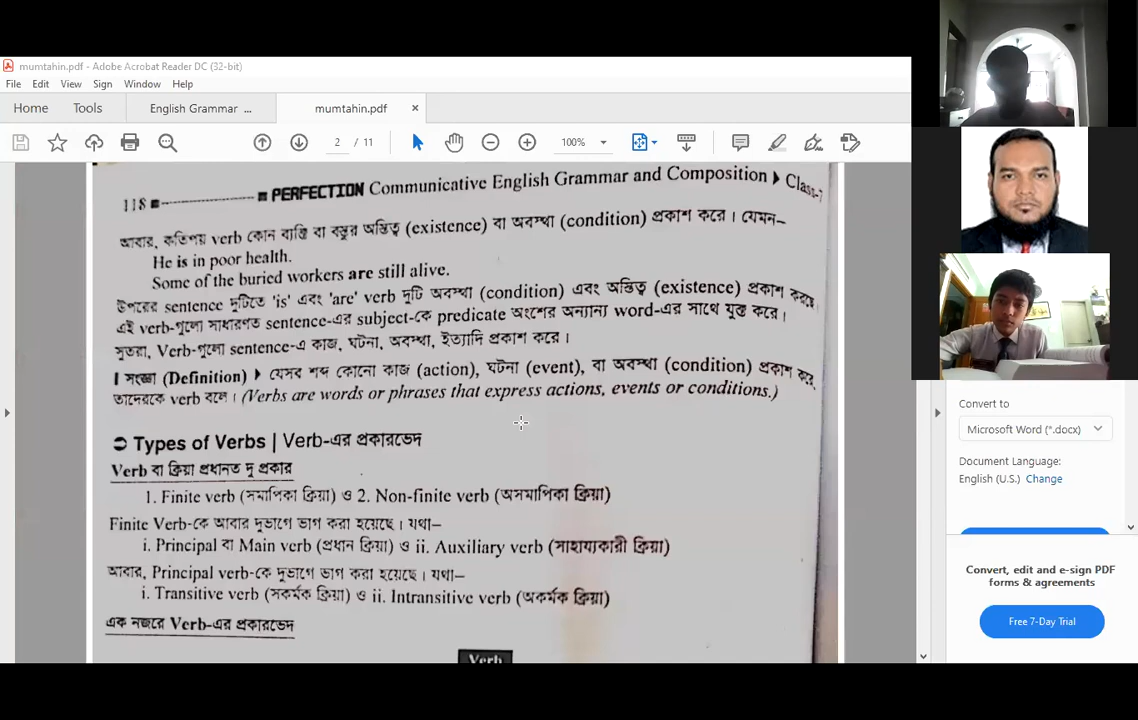 mumtahin.pdf - Adobe Acrobat Reader DC (32-bit)
File Edit View Sign Window Help
Home Tools English Grammar ... mumtahin.pdf ×
2 / 11 100%
118 PERFECTION Communicative English Grammar and Composition Class-7
আবার, কতিপয় verb কোন ব্যক্তি বা বস্তুর অস্তিত্ব (existence) বা অবস্থা (condition) প্রকাশ করে। যেমন–
He is in poor health.
Some of the buried workers are still alive.
উপরের sentence দুটিতে 'is' এবং 'are' verb দুটি অবস্থা (condition) এবং অস্তিত্ব (existence) প্রকাশ করছে
এই verb-গুলো সাধারণত sentence-এর subject-কে predicate অংশের অন্যান্য word-এর সাথে যুক্ত করে।
সুতরা, Verb-গুলো sentence-এ কাজ, ঘটনা, অবস্থা, ইত্যাদি প্রকাশ করে।
। সংজ্ঞা (Definition) যেসব শব্দ কোনো কাজ (action), ঘটনা (event), বা অবস্থা (condition) প্রকাশ করে,
তাদেরকে verb বলে। (Verbs are words or phrases that express actions, events or conditions.)
Types of Verbs | Verb-এর প্রকারভেদ
Verb বা ক্রিয়া প্রধানত দু প্রকার
1. Finite verb (সমাপিকা ক্রিয়া) ও 2. Non-finite verb (অসমাপিকা ক্রিয়া)
Finite Verb-কে আবার দুভাগে ভাগ করা হয়েছে। যথা–
i. Principal বা Main verb (প্রধান ক্রিয়া) ও ii. Auxiliary verb (সাহায্যকারী ক্রিয়া)
আবার, Principal verb-কে দুভাগে ভাগ করা হয়েছে। যথা–
i. Transitive verb (সকর্মক ক্রিয়া) ও ii. Intransitive verb (অকর্মক ক্রিয়া)
এক নজরে Verb-এর প্রকারভেদ
Verb
Convert to
Microsoft Word (*.docx)
Document Language:
English (U.S.) Change
Convert, edit and e-sign PDF
forms & agreements
Free 7-Day Trial